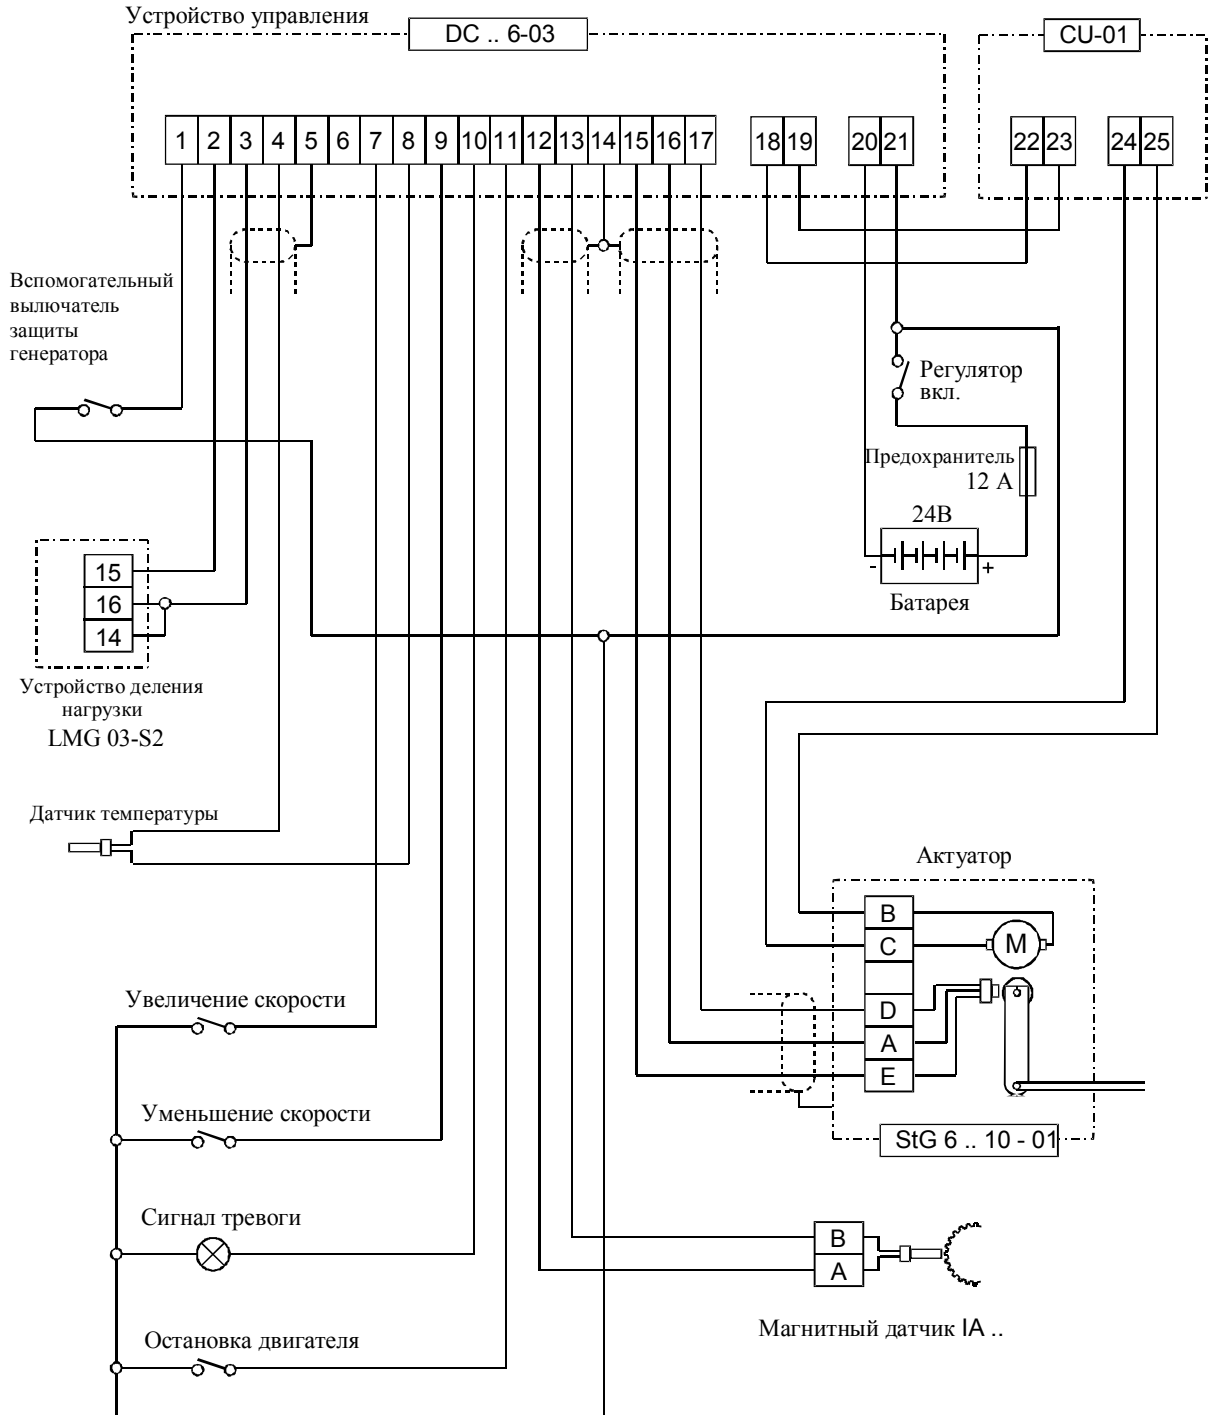 Устройство управления
DC .. 6-03
CU-01
1 2 3 4 5 6 7 8 9 10 11 12 13 14 15 16 17 18 19 20 21 22 23 24 25
Вспомогательный
вылючатель
защиты
генератора
Регулятор
вкл.
Предохранитель
12 А
24В
- +
Батарея
15
16
14
Устройство деления
нагрузки
LMG 03-S2
Датчик температуры
Актуатор
B
C
M
D
A
E
StG 6 .. 10 - 01
Увеличение скорости
Уменьшение скорости
Сигнал тревоги
B
A
Магнитный датчик IA ..
Остановка двигателя